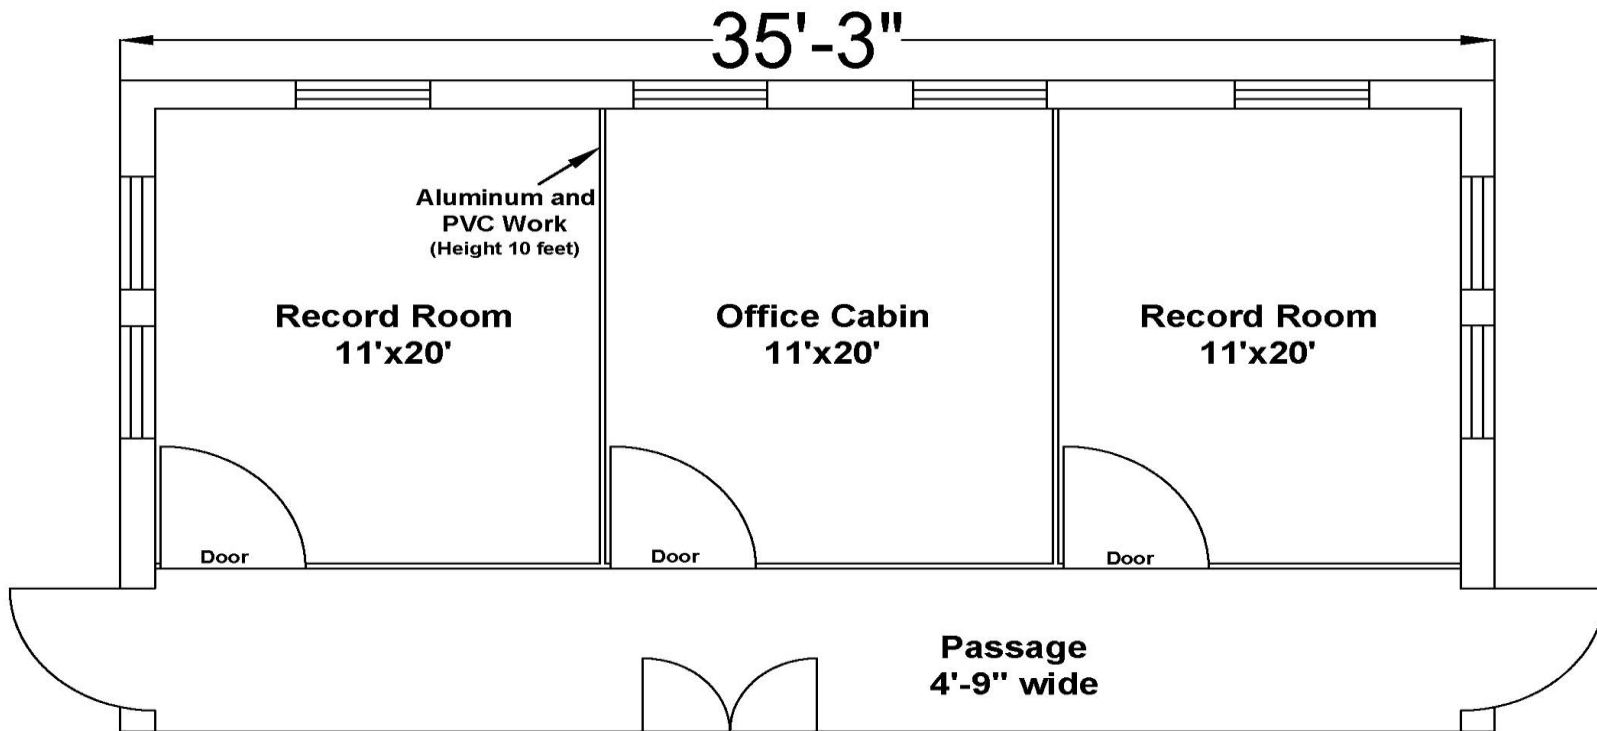 35'-3"
Aluminum and
PVC Work
(Height 10 feet)
Record Room
11'x20'
Office Cabin
11'x20'
Record Room
11'x20'
Door
Door
Door
Passage
4'-9" wide